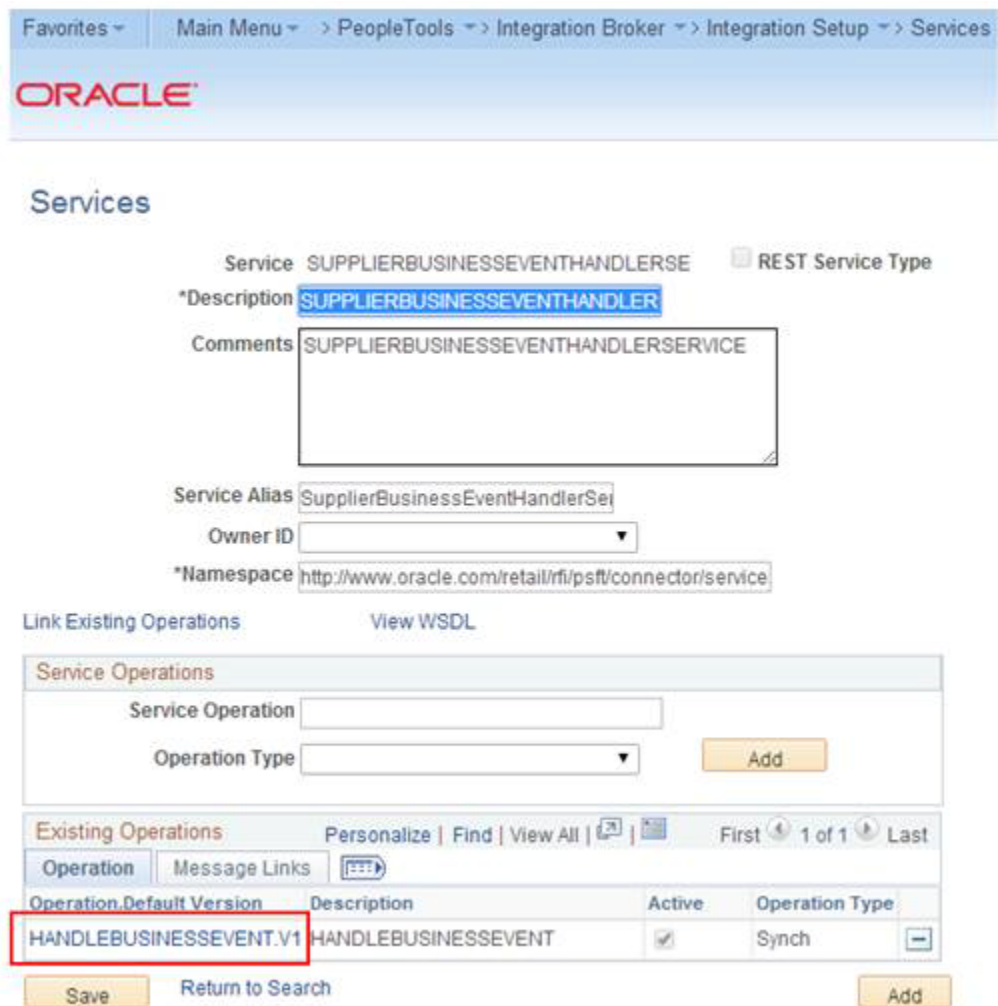 Favorites Main Menu > PeopleTools > Integration Broker > Integration Setup > Services
ORACLE
Services
Service SUPPLIERBUSINESSEVENTHANDLERSE REST Service Type
*Description SUPPLIERBUSINESSEVENTHANDLER
Comments SUPPLIERBUSINESSEVENTHANDLERSERVICE
Service Alias SupplierBusinessEventHandlerSer
Owner ID
*Namespace http://www.oracle.com/retail/rfi/psft/connector/service
Link Existing Operations View WSDL
Service Operations
Service Operation
Operation Type Add
Existing Operations Personalize | Find | View All | | First 1 of 1 Last
Operation Message Links
Operation.Default Version Description Active Operation Type
HANDLEBUSINESSEVENT.V1 HANDLEBUSINESSEVENT Synch
Save Return to Search Add